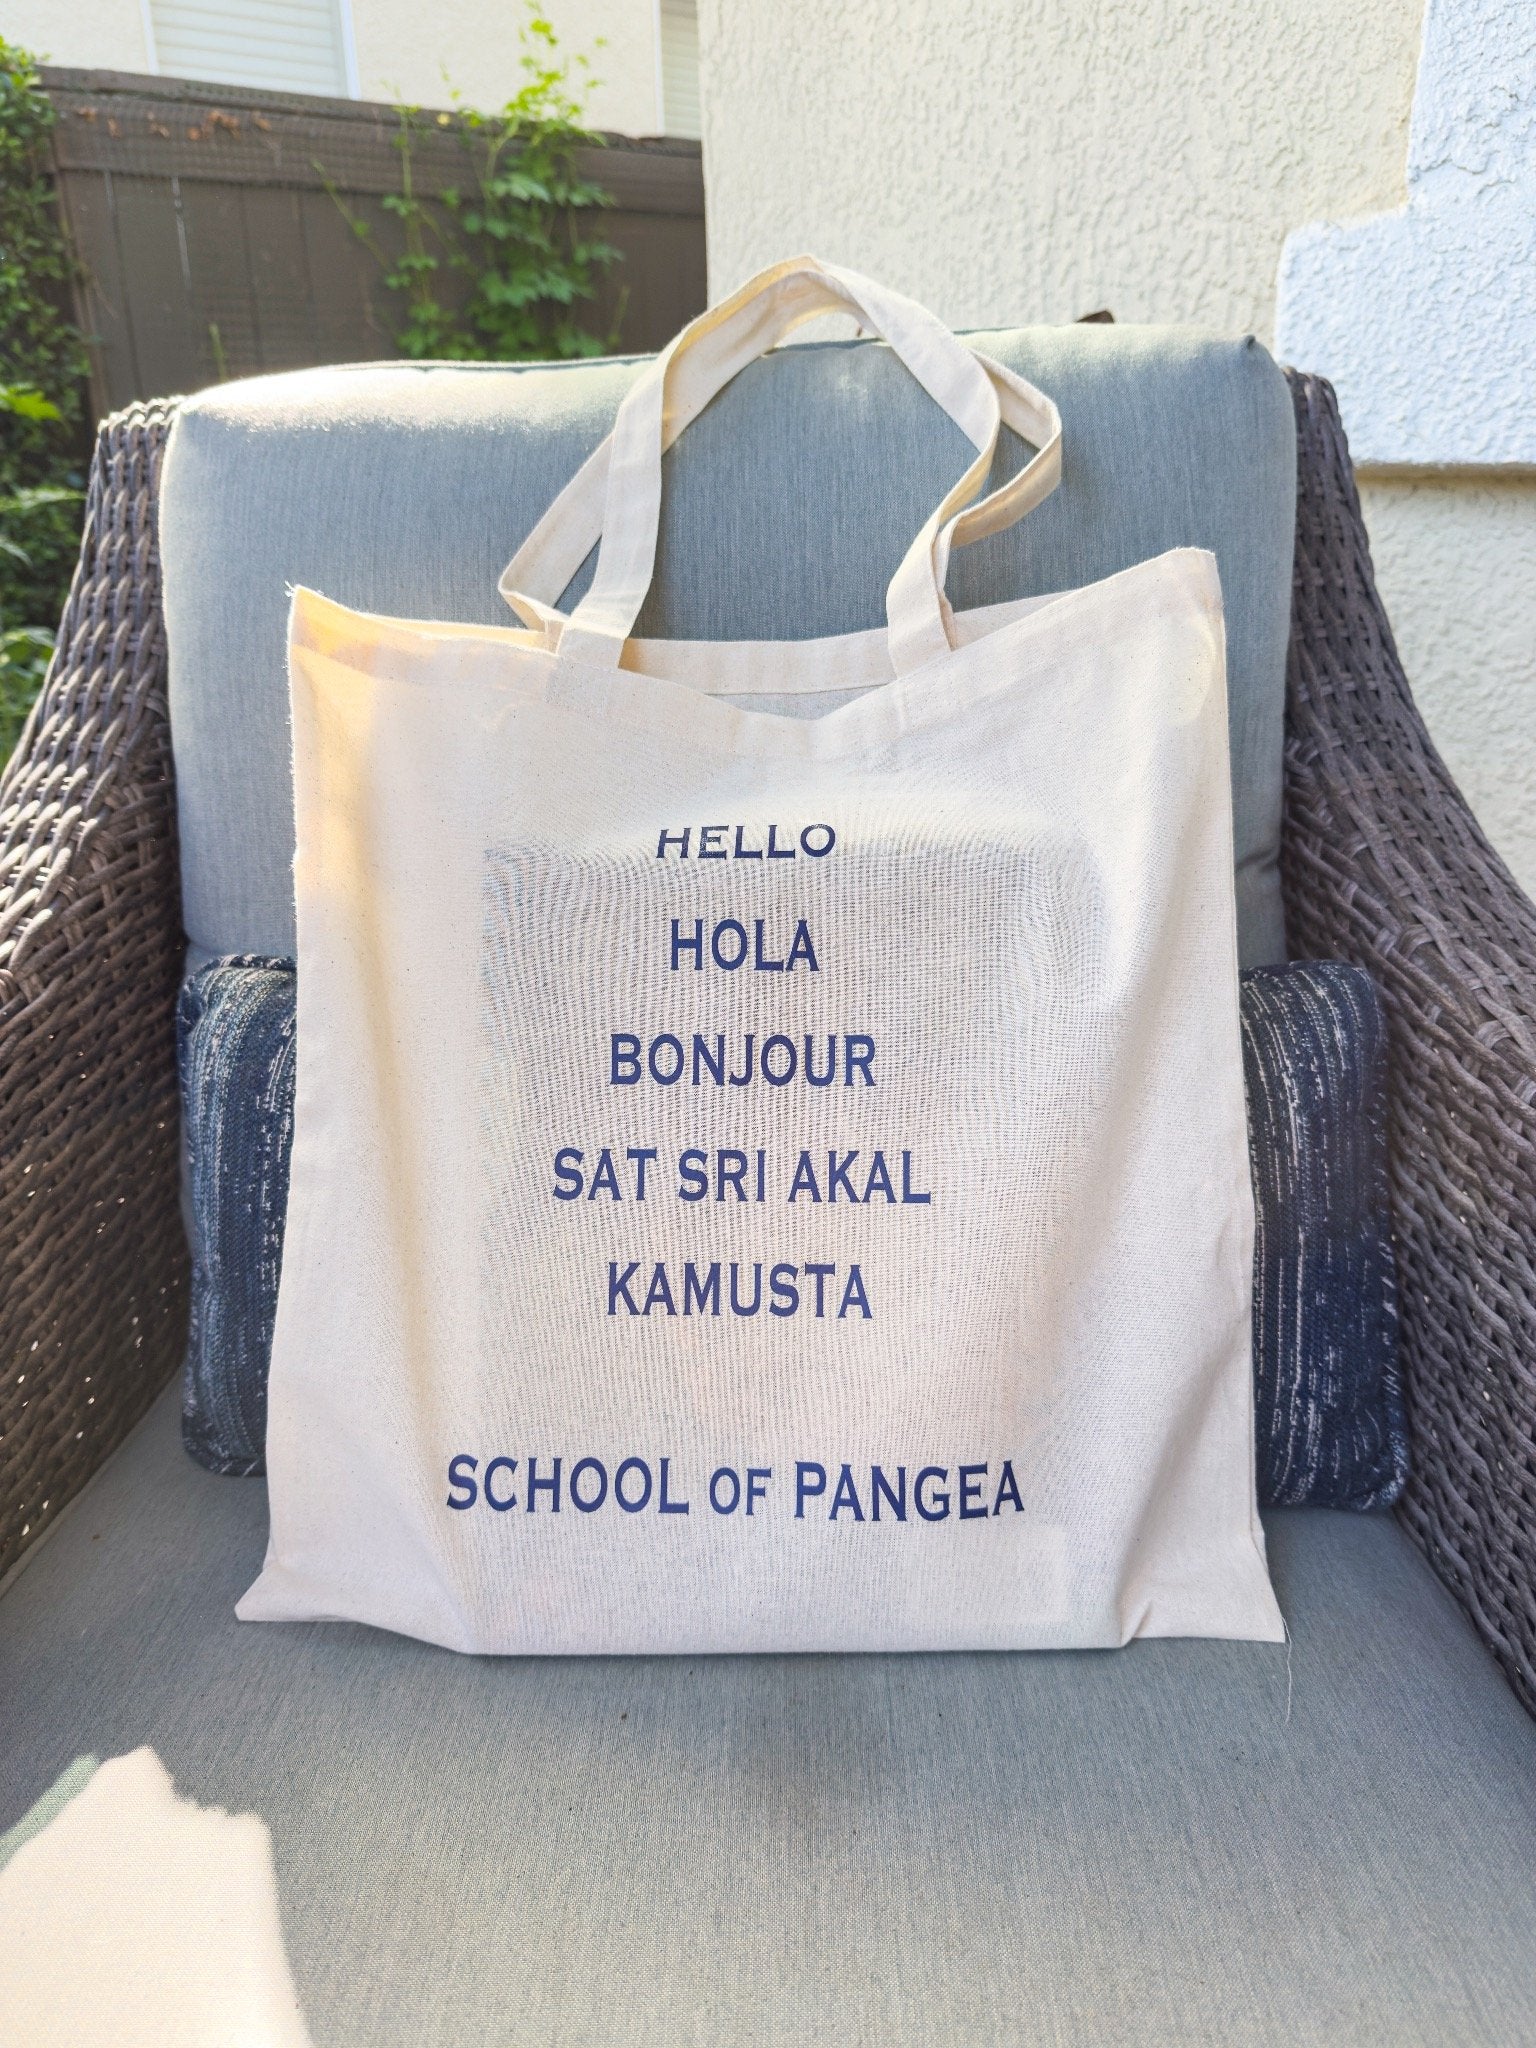 HELLO
HOLA
BONJOUR
SAT SRI AKAL
KAMUSTA
SCHOOL OF PANGEA